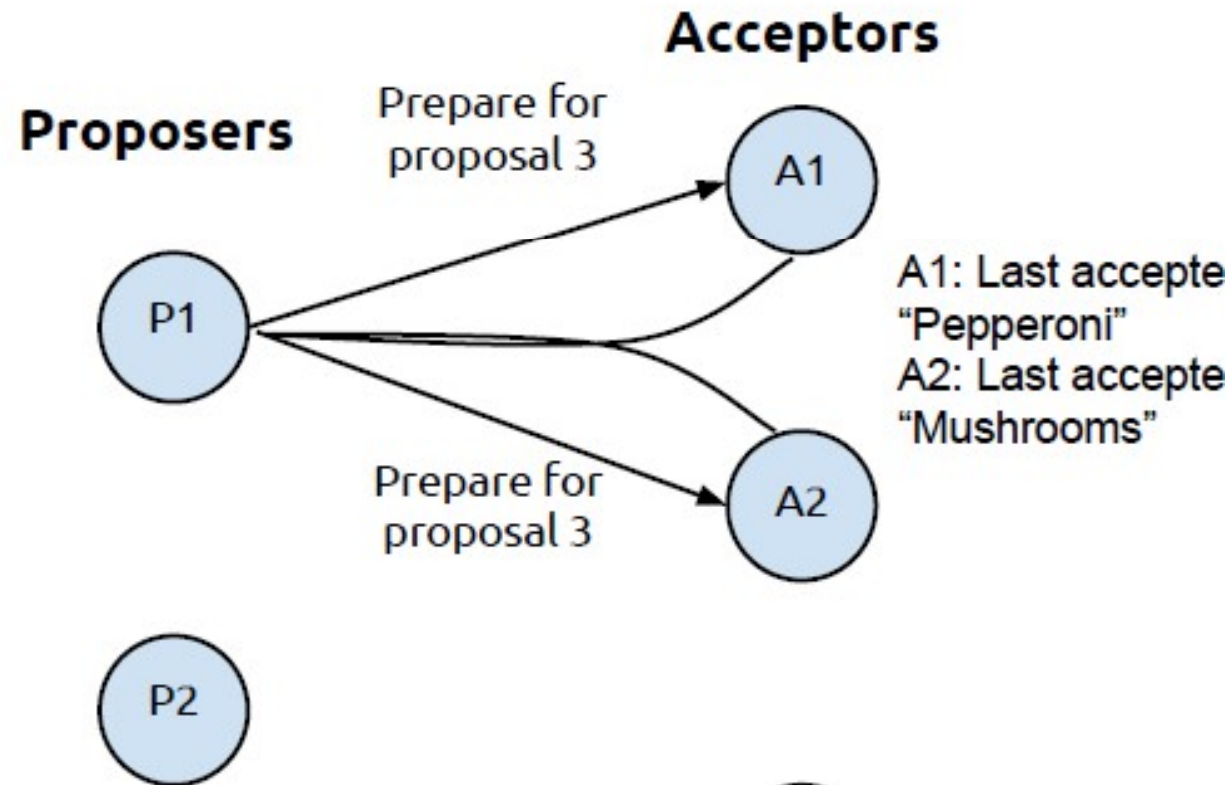 Acceptors
Proposers
Prepare for
proposal 3
A1
P1
A1: Last accepte
“Pepperoni”
A2: Last accepte
“Mushrooms”
Prepare for
proposal 3
A2
P2